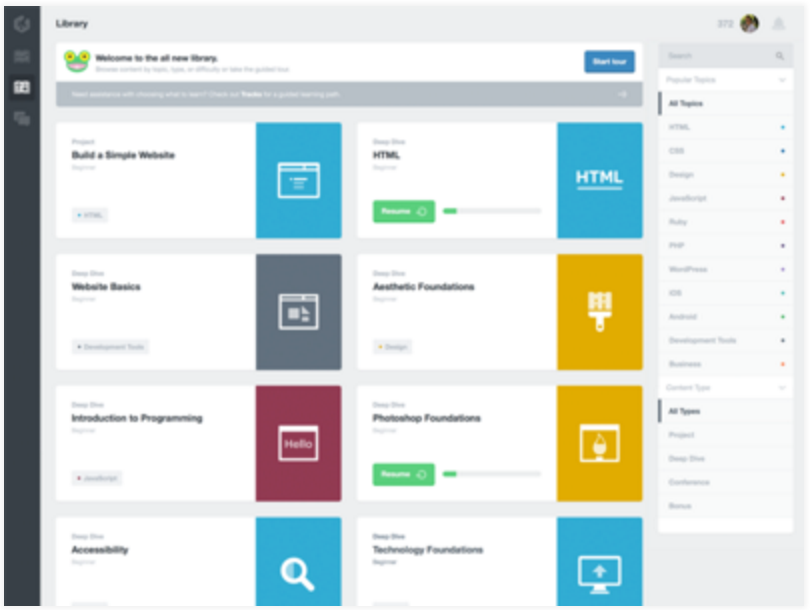 Library
372
Welcome to the all new library.
Browse content by topic, type, or difficulty or take the guided tour.
Start tour
Need assistance with choosing what to learn? Check out Tracks for a guided learning path.
Project
Build a Simple Website
Beginner
HTML
Deep Dive
HTML
Beginner
Resume
HTML
Deep Dive
Website Basics
Beginner
Development Tools
Deep Dive
Aesthetic Foundations
Beginner
Design
Deep Dive
Introduction to Programming
Beginner
JavaScript
Hello
Deep Dive
Photoshop Foundations
Beginner
Resume
Deep Dive
Accessibility
Beginner
Deep Dive
Technology Foundations
Beginner
Search
Popular Topics
All Topics
HTML
CSS
Design
JavaScript
Ruby
PHP
WordPress
iOS
Android
Development Tools
Business
Content Type
All Types
Project
Deep Dive
Conference
Bonus